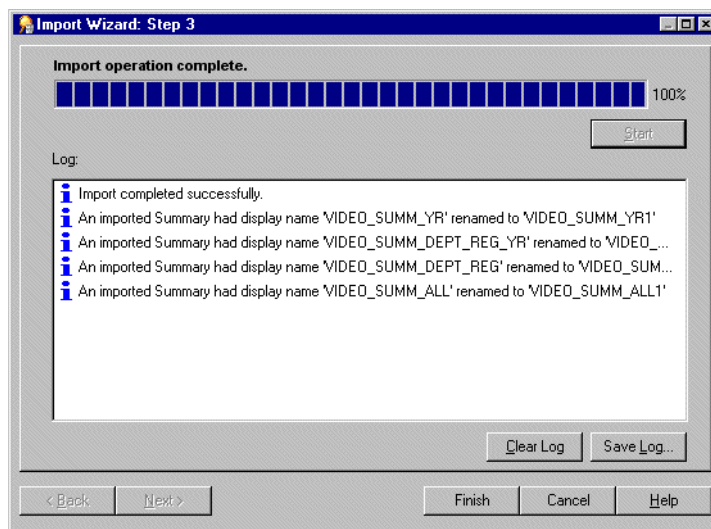 Import Wizard: Step 3
Import operation complete.
100%
Start
Log:
Import completed successfully.
An imported Summary had display name 'VIDEO_SUMM_YR' renamed to 'VIDEO_SUMM_YR1'
An imported Summary had display name 'VIDEO_SUMM_DEPT_REG_YR' renamed to 'VIDEO_...
An imported Summary had display name 'VIDEO_SUMM_DEPT_REG' renamed to 'VIDEO_SUM...
An imported Summary had display name 'VIDEO_SUMM_ALL' renamed to 'VIDEO_SUMM_ALL1'
Clear Log Save Log...
< Back Next > Finish Cancel Help